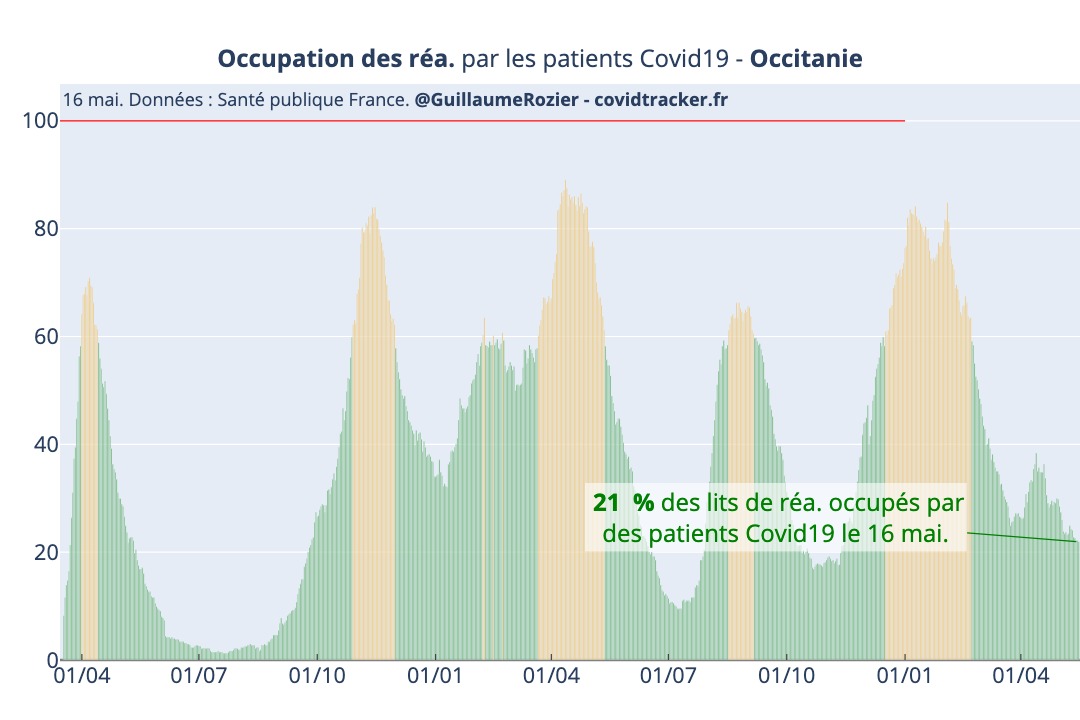 Occupation des réa. par les patients Covid19 - Occitanie
16 mai. Données : Santé publique France. @GuillaumeRozier - covidtracker.fr
100
80
60
40
20
0
21 % des lits de réa. occupés par
des patients Covid19 le 16 mai.
01/04 01/07 01/10 01/01 01/04 01/07 01/10 01/01 01/04